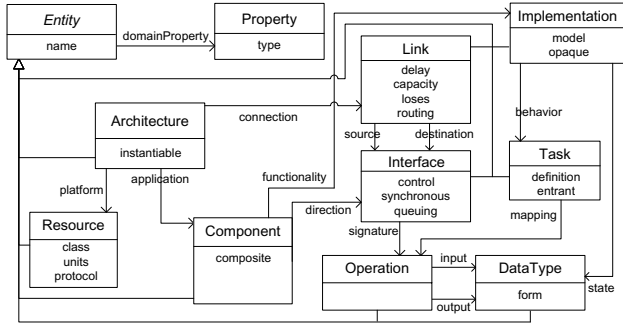 Entity
name
domainProperty
Property
type
Implementation
model
opaque
Link
delay
capacity
loses
routing
behavior
Architecture
instantiable
connection
source
destination
Interface
control
synchronous
queuing
Task
definition
entrant
platform
application
functionality
Resource
class
units
protocol
Component
composite
direction
signature
mapping
Operation
input
output
DataType
form
state